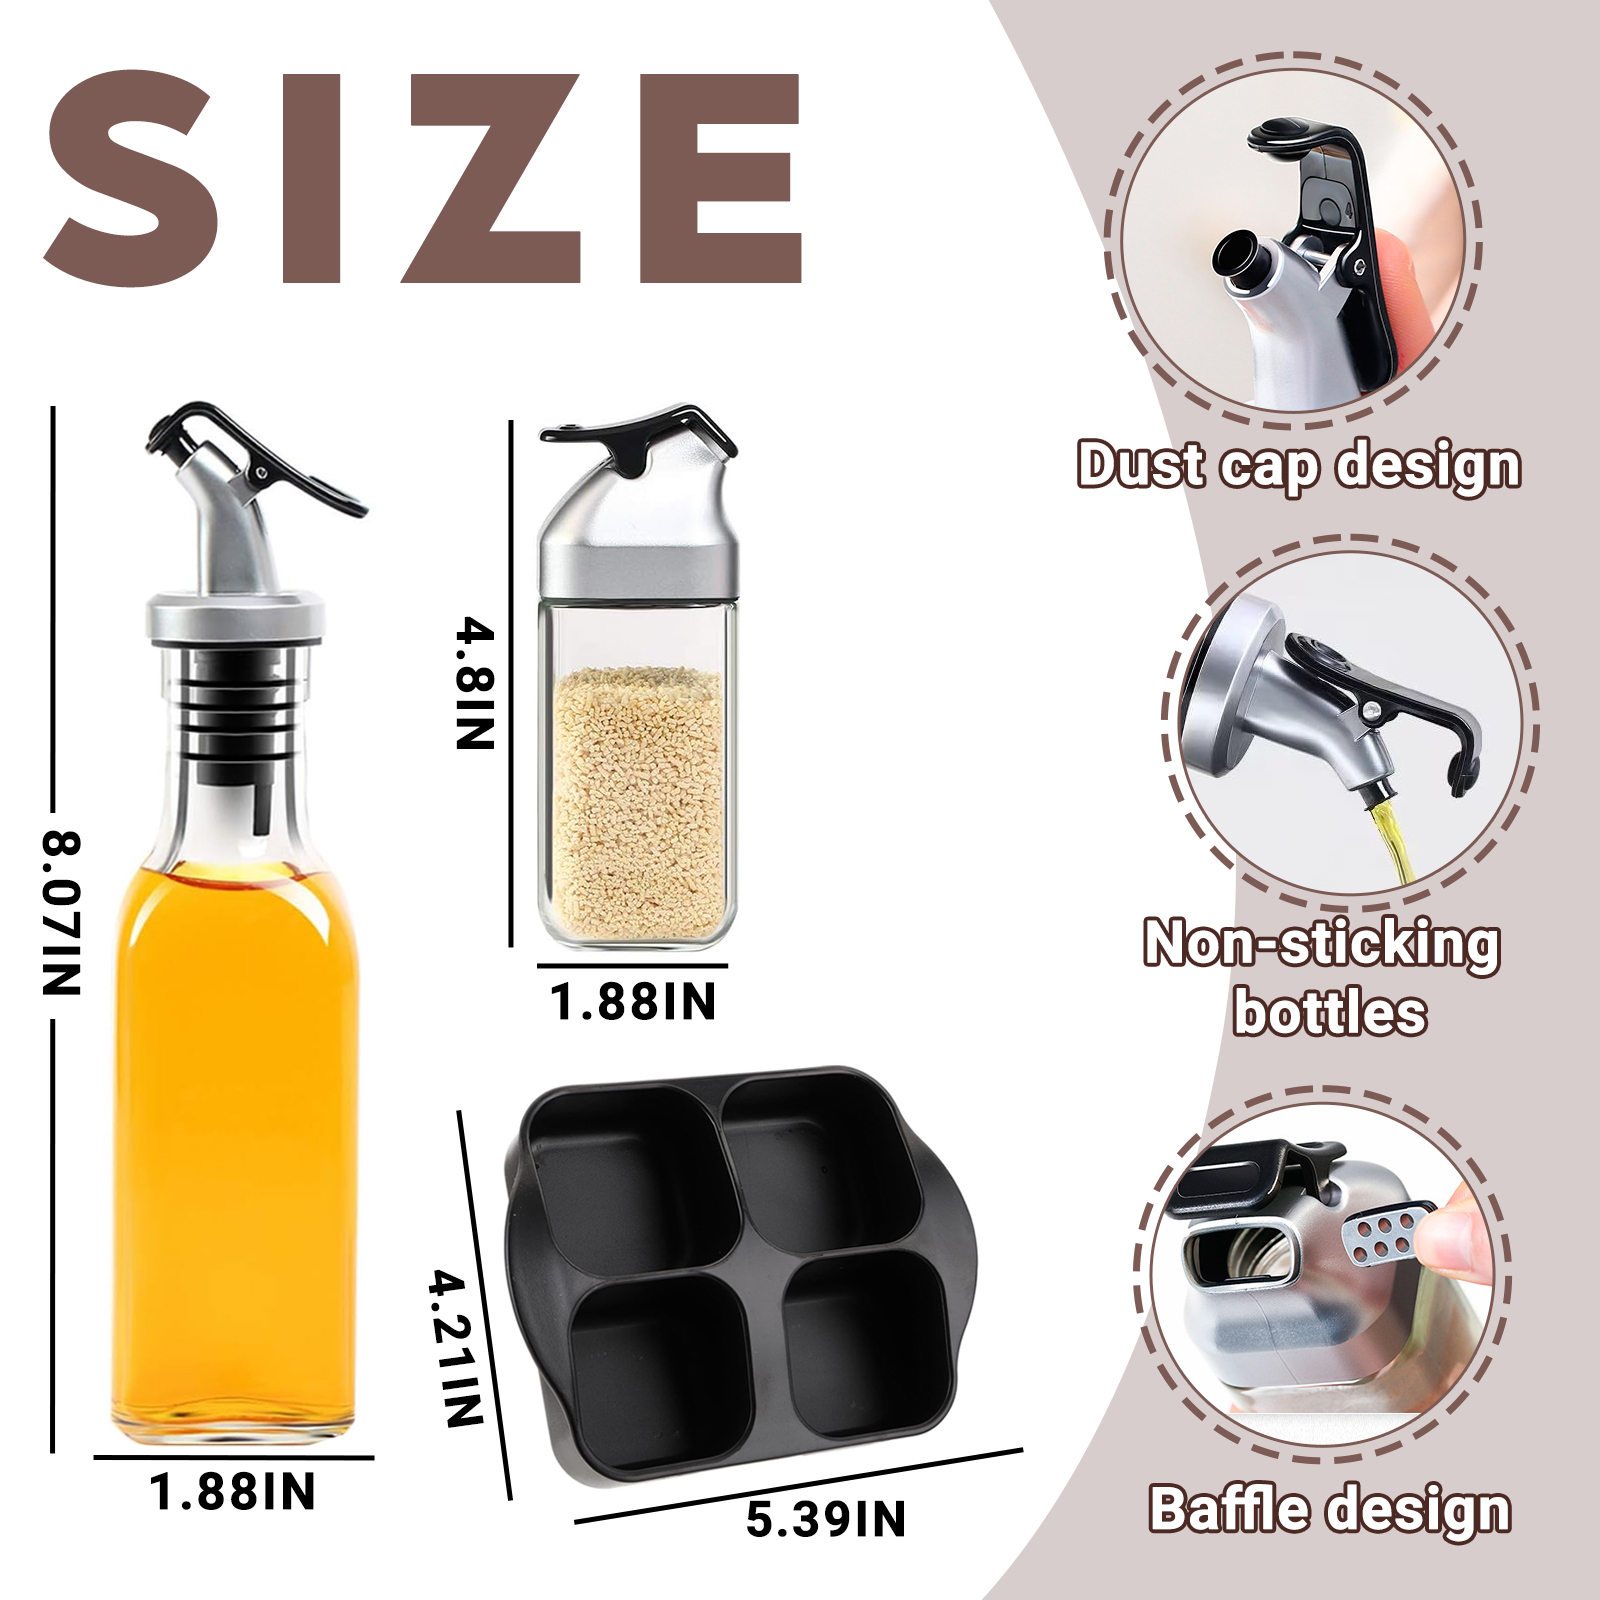 SIZE
8.07IN
1.88IN
4.8IN
1.88IN
4.21IN
5.39IN
Dust cap design
Non-sticking
bottles
Baffle design